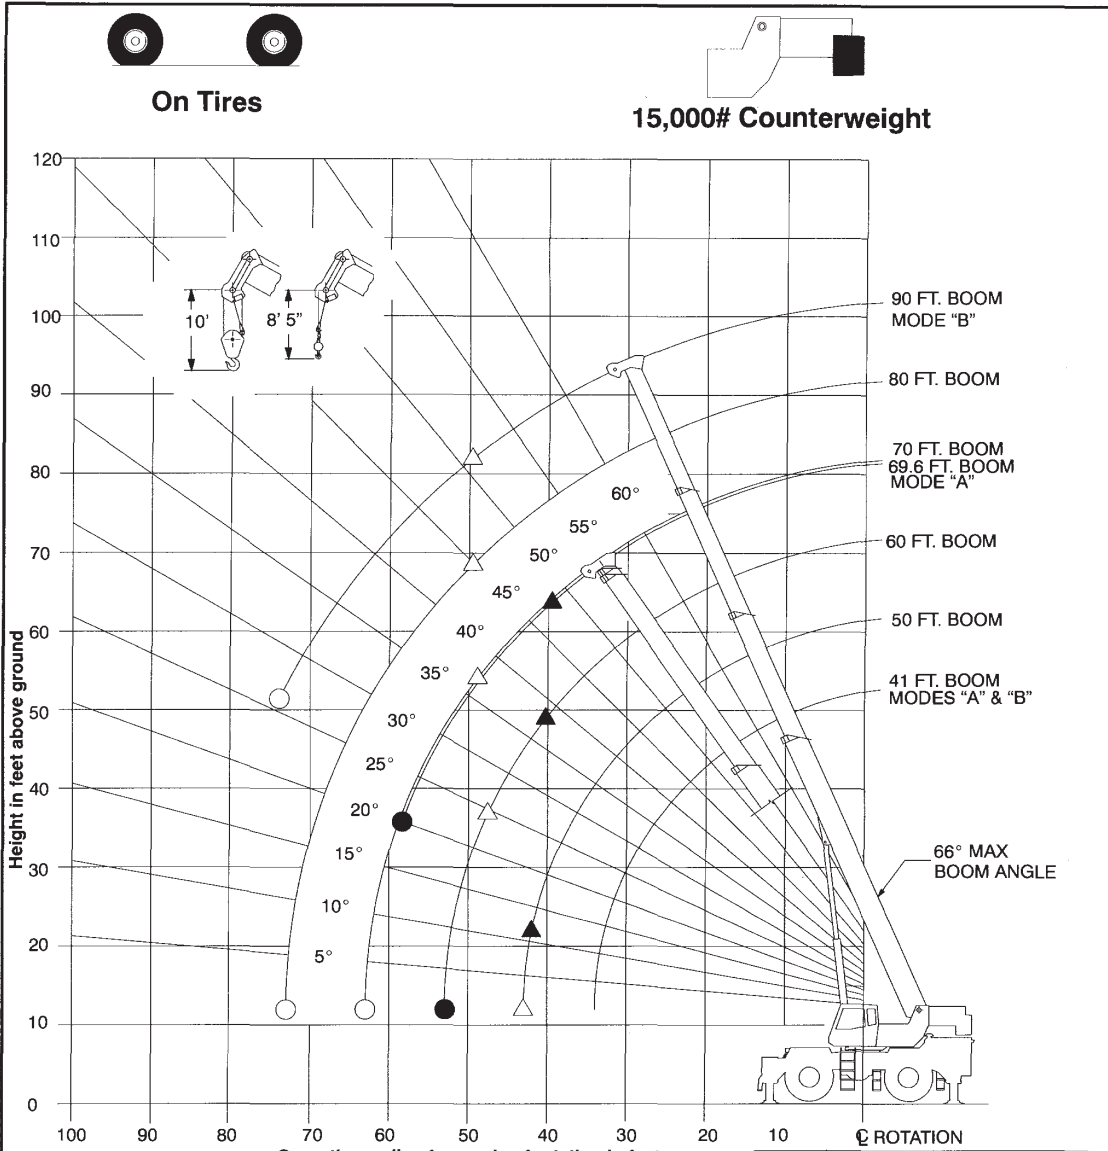 On Tires
15,000# Counterweight
120
110
100
90
80
70
60
50
40
30
20
10
0
Height in feet above ground
10'
8' 5”
90 FT. BOOM
MODE “B”
80 FT. BOOM
70 FT. BOOM
69.6 FT. BOOM
MODE “A”
60 FT. BOOM
50 FT. BOOM
41 FT. BOOM
MODES “A” & “B”
60°
55°
50°
45°
40°
35°
30°
25°
20°
15°
10°
5°
66° MAX
BOOM ANGLE
100 90 80 70 60 50 40 30 20 10 ℄ ROTATION